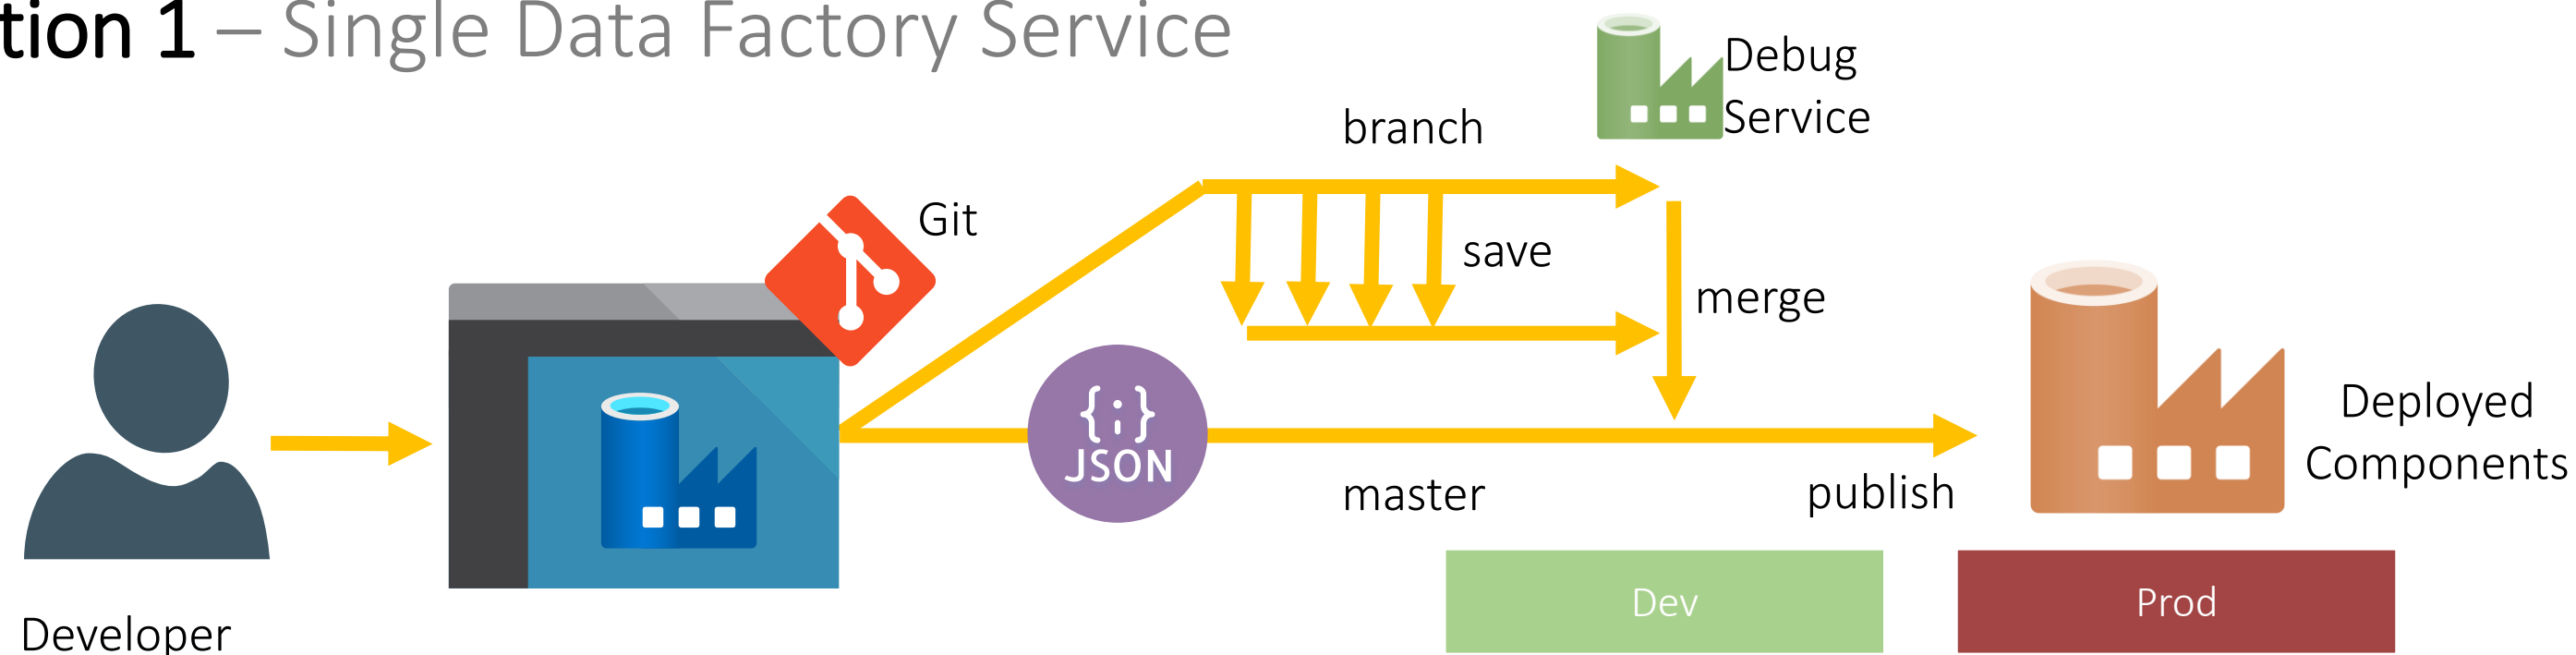 tion 1 – Single Data Factory Service
Debug
Service
branch
Git
save
merge
{;}
JSON
Deployed
Components
master
publish
Dev
Prod
Developer